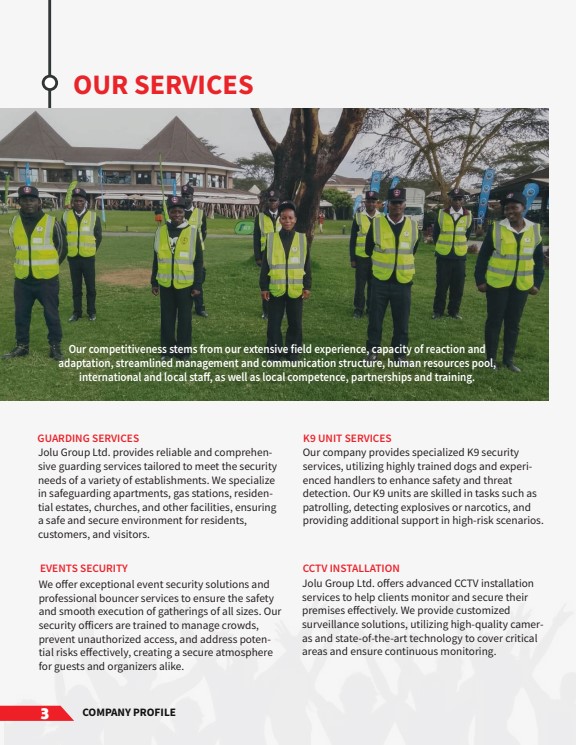 OUR SERVICES
Our competitiveness stems from our extensive field experience, capacity of reaction and
adaptation, streamlined management and communication structure, human resources pool,
international and local staff, as well as local competence, partnerships and training.
GUARDING SERVICES
Jolu Group Ltd. provides reliable and comprehen-
sive guarding services tailored to meet the security
needs of a variety of establishments. We specialize
in safeguarding apartments, gas stations, residen-
tial estates, churches, and other facilities, ensuring
a safe and secure environment for residents,
customers, and visitors.
K9 UNIT SERVICES
Our company provides specialized K9 security
services, utilizing highly trained dogs and experi-
enced handlers to enhance safety and threat
detection. Our K9 units are skilled in tasks such as
patrolling, detecting explosives or narcotics, and
providing additional support in high-risk scenarios.
EVENTS SECURITY
We offer exceptional event security solutions and
professional bouncer services to ensure the safety
and smooth execution of gatherings of all sizes. Our
security officers are trained to manage crowds,
prevent unauthorized access, and address poten-
tial risks effectively, creating a secure atmosphere
for guests and organizers alike.
CCTV INSTALLATION
Jolu Group Ltd. offers advanced CCTV installation
services to help clients monitor and secure their
premises effectively. We provide customized
surveillance solutions, utilizing high-quality camer-
as and state-of-the-art technology to cover critical
areas and ensure continuous monitoring.
3
COMPANY PROFILE